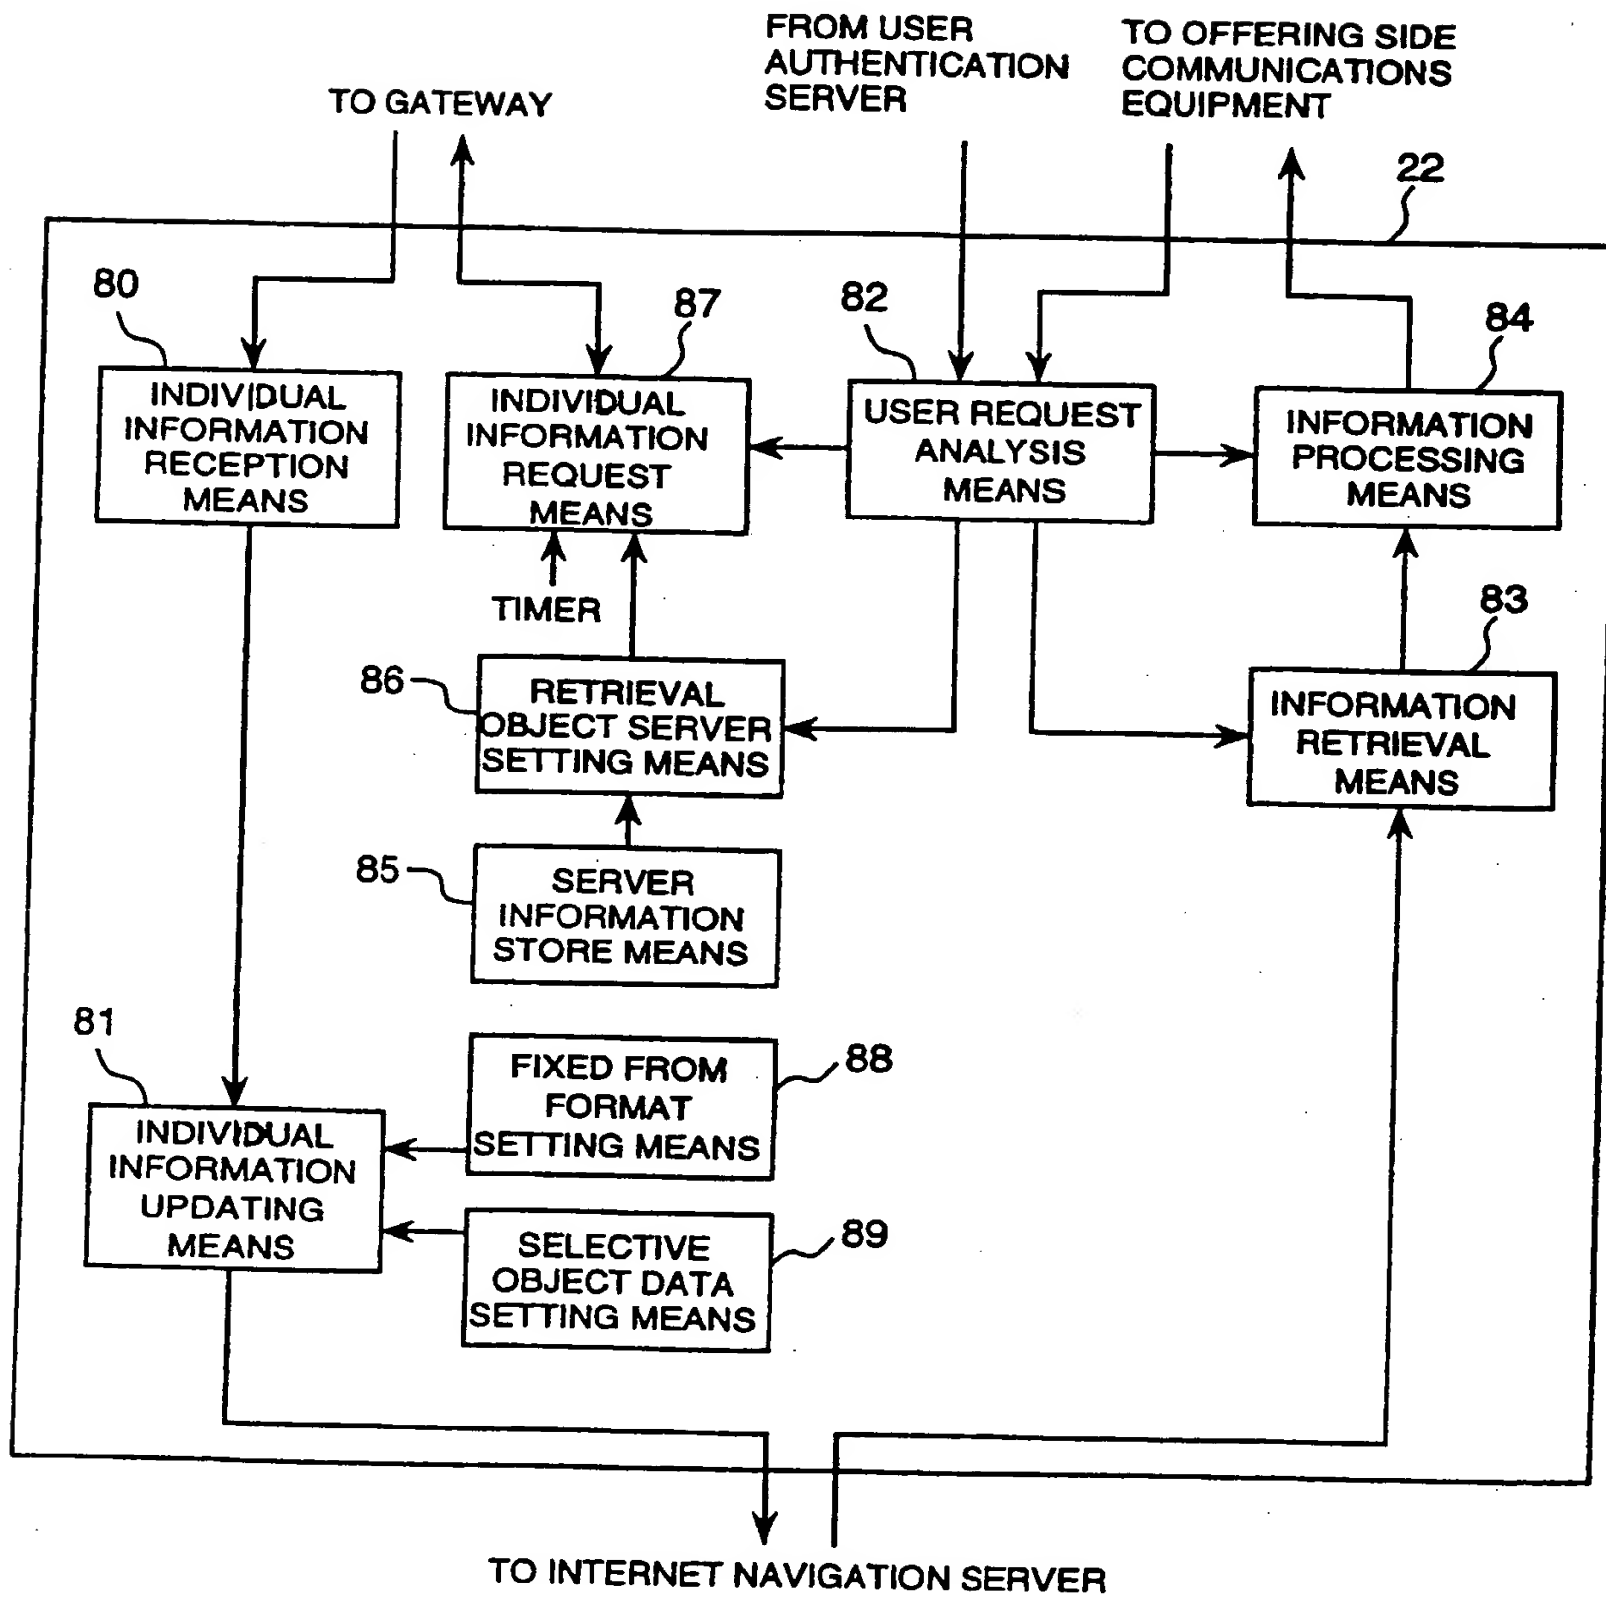 FROM USER
AUTHENTICATION
SERVER
TO OFFERING SIDE
COMMUNICATIONS
EQUIPMENT
TO GATEWAY
22
80
87
82
84
INDIVIDUAL
INFORMATION
RECEPTION
MEANS
INDIVIDUAL
INFORMATION
REQUEST
MEANS
USER REQUEST
ANALYSIS
MEANS
INFORMATION
PROCESSING
MEANS
TIMER
83
86
RETRIEVAL
OBJECT SERVER
SETTING MEANS
INFORMATION
RETRIEVAL
MEANS
85
SERVER
INFORMATION
STORE MEANS
81
88
FIXED FROM
FORMAT
SETTING MEANS
INDIVIDUAL
INFORMATION
UPDATING
MEANS
89
SELECTIVE
OBJECT DATA
SETTING MEANS
TO INTERNET NAVIGATION SERVER